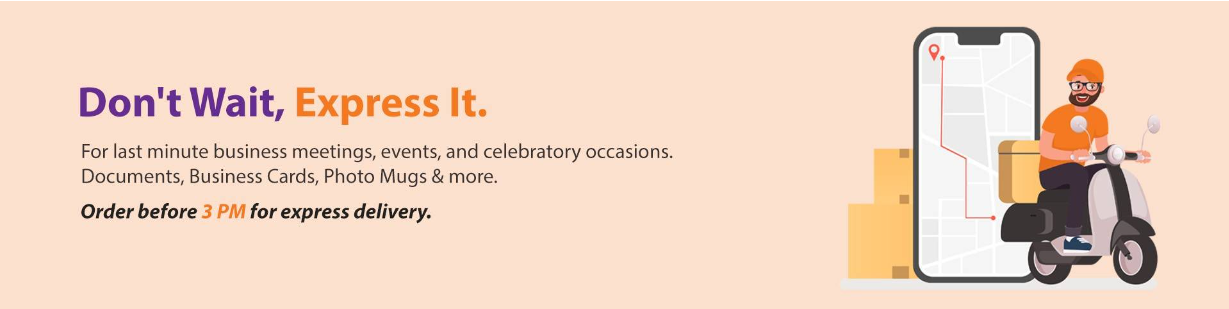 Don't Wait, Express It.
For last minute business meetings, events, and celebratory occasions.
Documents, Business Cards, Photo Mugs & more.
Order before 3 PM for express delivery.